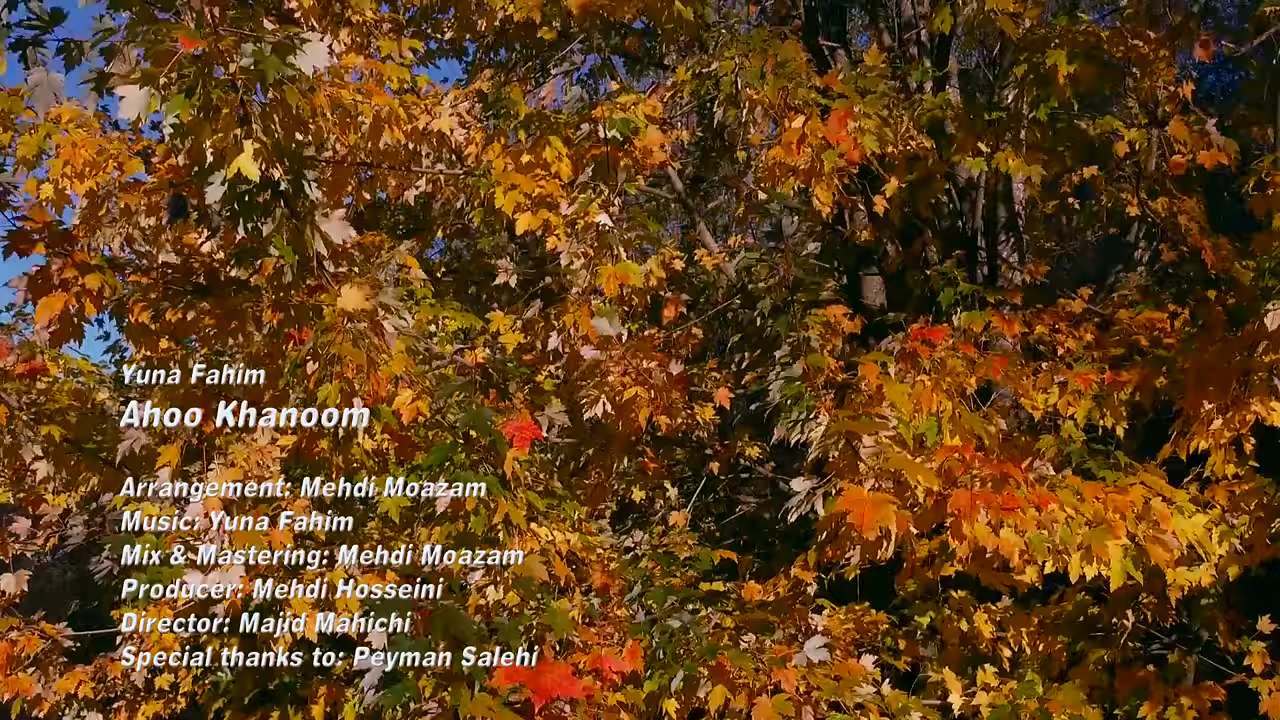 Yuna Fahim
Ahoo Khanoom
Arrangement: Mehdi Moazam
Music: Yuna Fahim
Mix & Mastering: Mehdi Moazam
Producer: Mehdi Hosseini
Director: Majid Mahichi
Special thanks to: Peyman Salehi